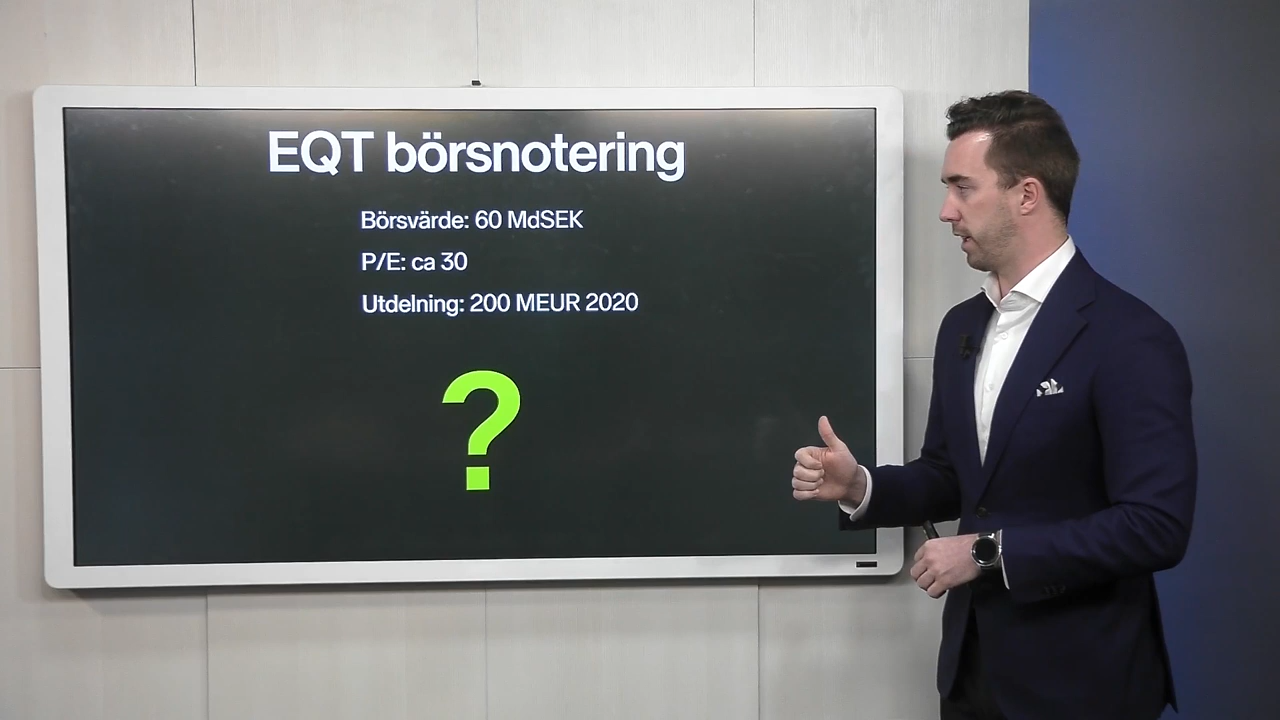 EQT börsnotering
Börsvärde: 60 MdSEK
P/E: ca 30
Utdelning: 200 MEUR 2020
?